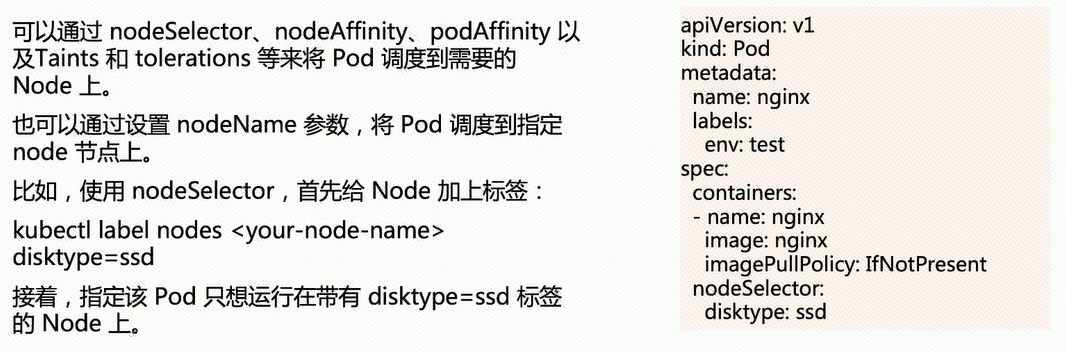 可以通过 nodeSelector、nodeAffinity、podAffinity 以
及Taints 和 tolerations 等来将 Pod 调度到需要的
Node 上。
也可以通过设置 nodeName 参数，将 Pod 调度到指定
node 节点上。
比如，使用 nodeSelector，首先给 Node 加上标签：
kubectl label nodes <your-node-name>
disktype=ssd
接着，指定该 Pod 只想运行在带有 disktype=ssd 标签
的 Node 上。
apiVersion: v1
kind: Pod
metadata:
  name: nginx
  labels:
    env: test
spec:
  containers:
  - name: nginx
    image: nginx
    imagePullPolicy: IfNotPresent
  nodeSelector:
    disktype: ssd